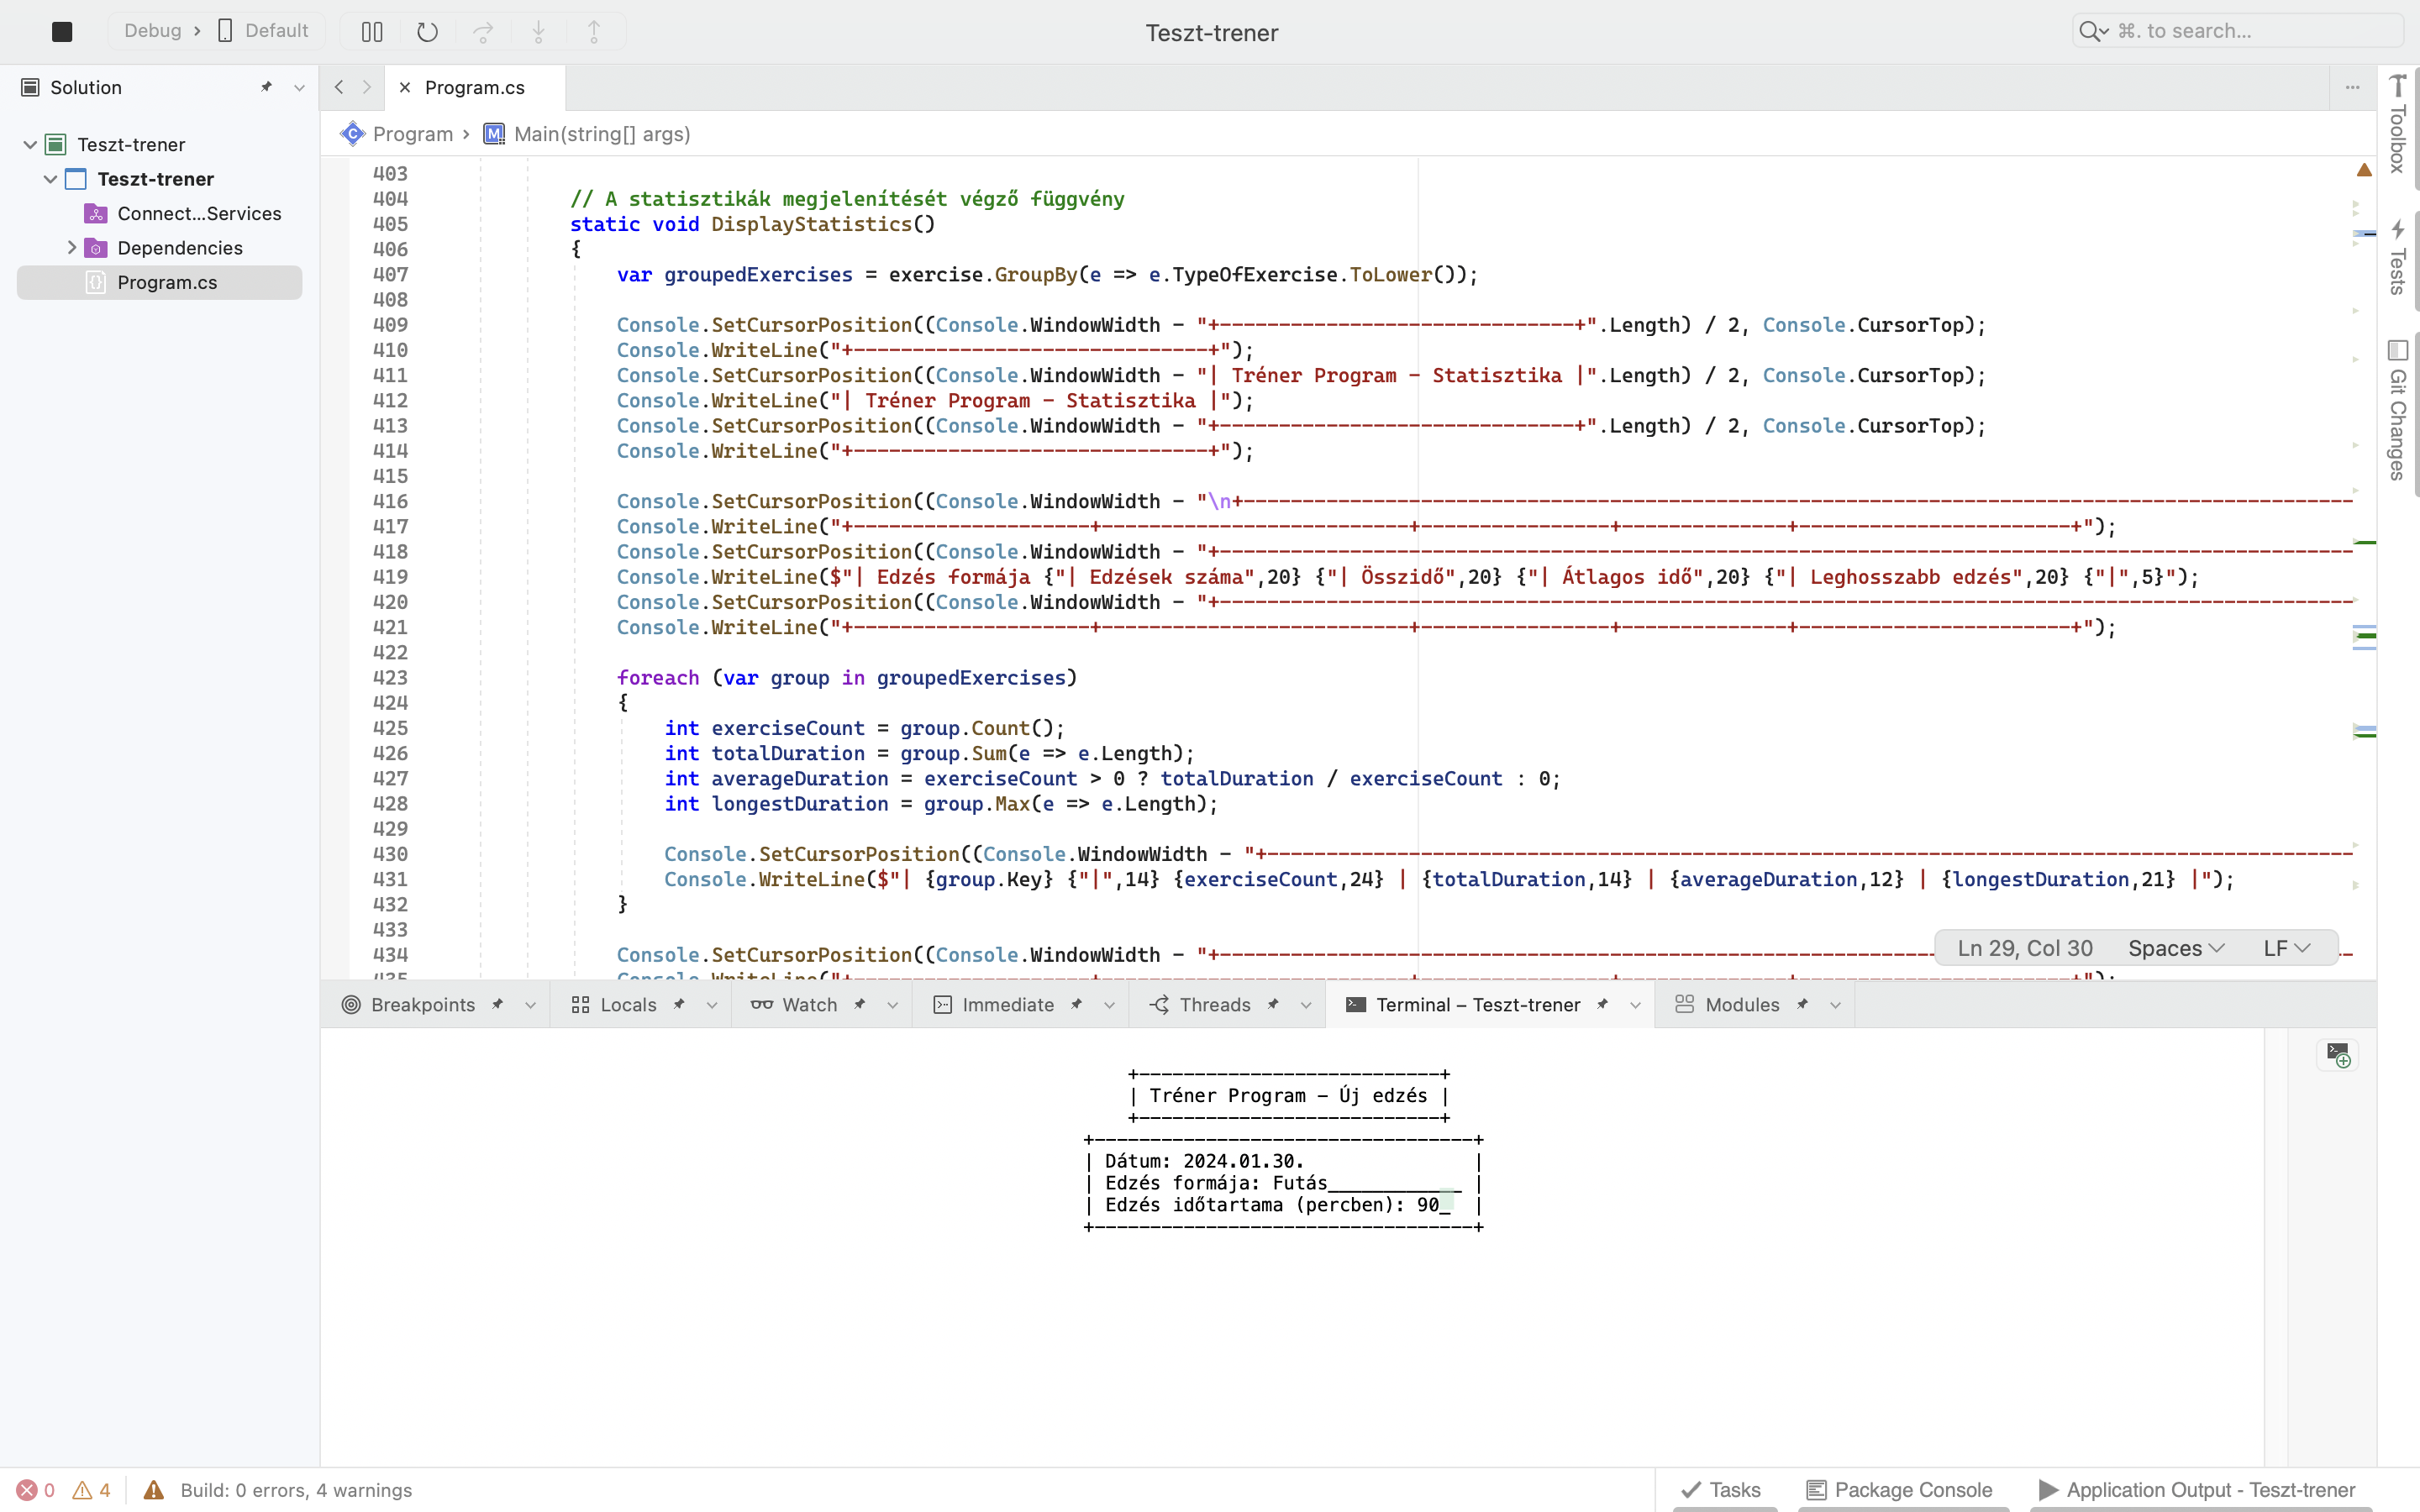 Debug › Default
Teszt-trener
⌘. to search...
Solution
Program.cs
Toolbox
Tests
Git Changes
Teszt-trener
Teszt-trener
Connect...Services
Dependencies
Program.cs
Program › Main(string[] args)
403
404 // A statisztikák megjelenítését végző függvény
405 static void DisplayStatistics()
406 {
407 var groupedExercises = exercise.GroupBy(e => e.TypeOfExercise.ToLower());
408
409 Console.SetCursorPosition((Console.WindowWidth - "+------------------------------+".Length) / 2, Console.CursorTop);
410 Console.WriteLine("+------------------------------+");
411 Console.SetCursorPosition((Console.WindowWidth - "| Tréner Program - Statisztika |".Length) / 2, Console.CursorTop);
412 Console.WriteLine("| Tréner Program - Statisztika |");
413 Console.SetCursorPosition((Console.WindowWidth - "+------------------------------+".Length) / 2, Console.CursorTop);
414 Console.WriteLine("+------------------------------+");
415
416 Console.SetCursorPosition((Console.WindowWidth - "\n+----------------------------------------------------------------------------------------------
417 Console.WriteLine("+--------------------+--------------------------+----------------+--------------+-----------------------+");
418 Console.SetCursorPosition((Console.WindowWidth - "+------------------------------------------------------------------------------------------------
419 Console.WriteLine($"| Edzés formája {"| Edzések száma",20} {"| Összidő",20} {"| Átlagos idő",20} {"| Leghosszabb edzés",20} {"|",5}");
420 Console.SetCursorPosition((Console.WindowWidth - "+------------------------------------------------------------------------------------------------
421 Console.WriteLine("+--------------------+--------------------------+----------------+--------------+-----------------------+");
422
423 foreach (var group in groupedExercises)
424 {
425 int exerciseCount = group.Count();
426 int totalDuration = group.Sum(e => e.Length);
427 int averageDuration = exerciseCount > 0 ? totalDuration / exerciseCount : 0;
428 int longestDuration = group.Max(e => e.Length);
429
430 Console.SetCursorPosition((Console.WindowWidth - "+--------------------------------------------------------------------------------------------
431 Console.WriteLine($"| {group.Key} {"|",14} {exerciseCount,24} | {totalDuration,14} | {averageDuration,12} | {longestDuration,21} |");
432 }
433
434 Console.SetCursorPosition((Console.WindowWidth - "+------------------------------------------------------------
435 Console.WriteLine("+--------------------+--------------------------+----------------+--------------+-----------------------+");
Ln 29, Col 30 Spaces LF
Breakpoints Locals Watch Immediate Threads Terminal – Teszt-trener Modules
+---------------------------+
| Tréner Program - Új edzés |
+---------------------------+
+----------------------------------+
| Dátum: 2024.01.30. |
| Edzés formája: Futás____________ |
| Edzés időtartama (percben): 90_ |
+----------------------------------+
0 4 Build: 0 errors, 4 warnings
Tasks Package Console Application Output - Teszt-trener